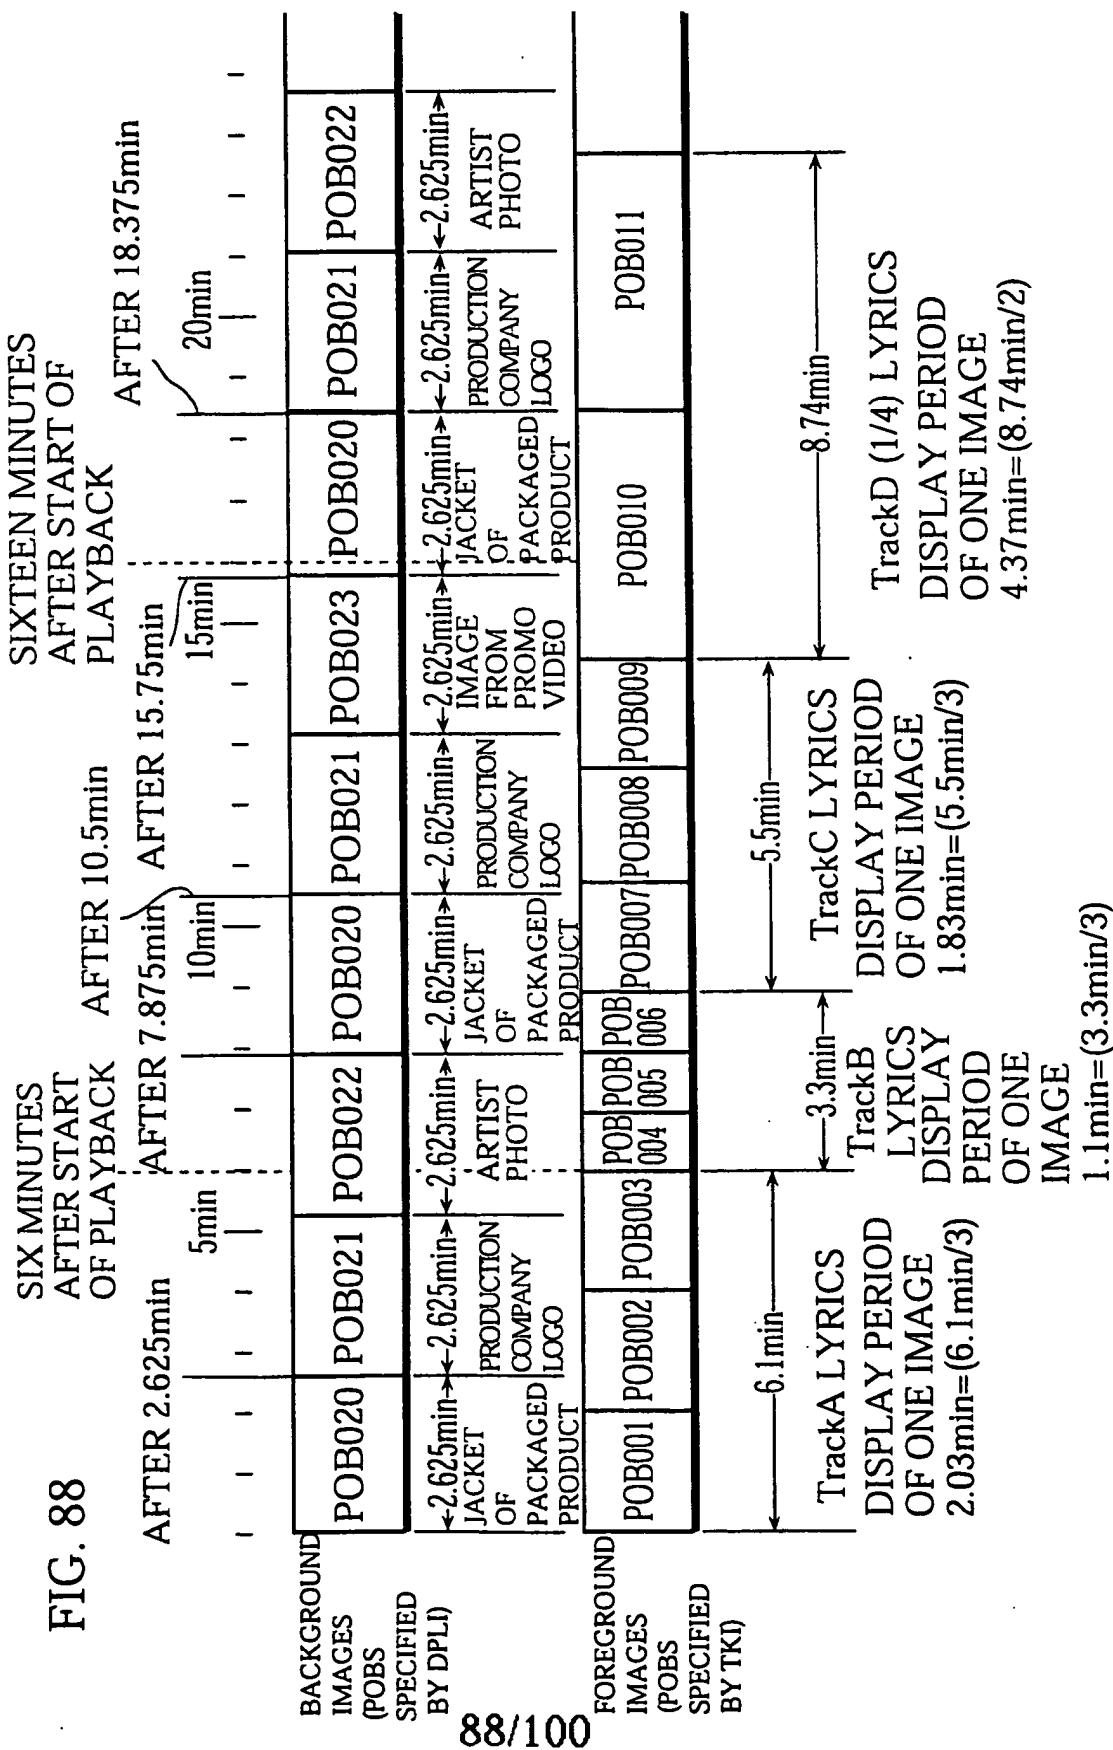 FIG. 88
SIX MINUTES
AFTER START
OF PLAYBACK
SIXTEEN MINUTES
AFTER START OF
PLAYBACK
AFTER 2.625min
AFTER 7.875min
AFTER 10.5min
AFTER 15.75min
AFTER 18.375min
5min
10min
15min
20min
BACKGROUND
IMAGES
(POBS
SPECIFIED
BY DPLI)
POB020
POB021
POB022
POB020
POB021
POB023
POB020
POB021
POB022
2.625min
JACKET
OF
PACKAGED
PRODUCT
2.625min
PRODUCTION
COMPANY
LOGO
2.625min
ARTIST
PHOTO
2.625min
JACKET
OF
PACKAGED
PRODUCT
2.625min
PRODUCTION
COMPANY
LOGO
2.625min
IMAGE
FROM
PROMO
VIDEO
2.625min
JACKET
OF
PACKAGED
PRODUCT
2.625min
PRODUCTION
COMPANY
LOGO
2.625min
ARTIST
PHOTO
FOREGROUND
IMAGES
(POBS
SPECIFIED
BY TKI)
POB001
POB002
POB003
POB
004
POB
005
POB
006
POB007
POB008
POB009
POB010
POB011
6.1min
3.3min
5.5min
8.74min
TrackA LYRICS
DISPLAY PERIOD
OF ONE IMAGE
2.03min=(6.1min/3)
TrackB
LYRICS
DISPLAY
PERIOD
OF ONE
IMAGE
1.1min=(3.3min/3)
TrackC LYRICS
DISPLAY PERIOD
OF ONE IMAGE
1.83min=(5.5min/3)
TrackD (1/4) LYRICS
DISPLAY PERIOD
OF ONE IMAGE
4.37min=(8.74min/2)
88/100